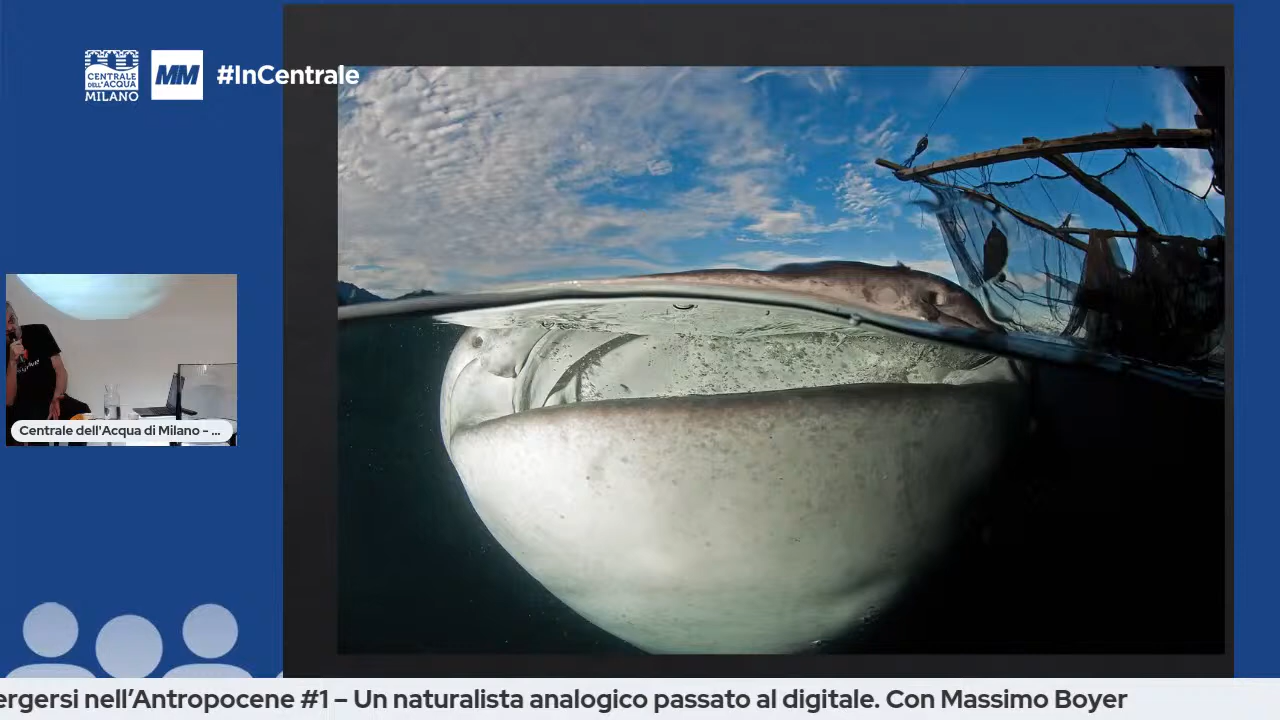 CENTRALE
DELL'ACQUA
MILANO
MM
#InCentrale
Centrale dell'Acqua di Milano - ...
ergersi nell'Antropocene #1 – Un naturalista analogico passato al digitale. Con Massimo Boyer